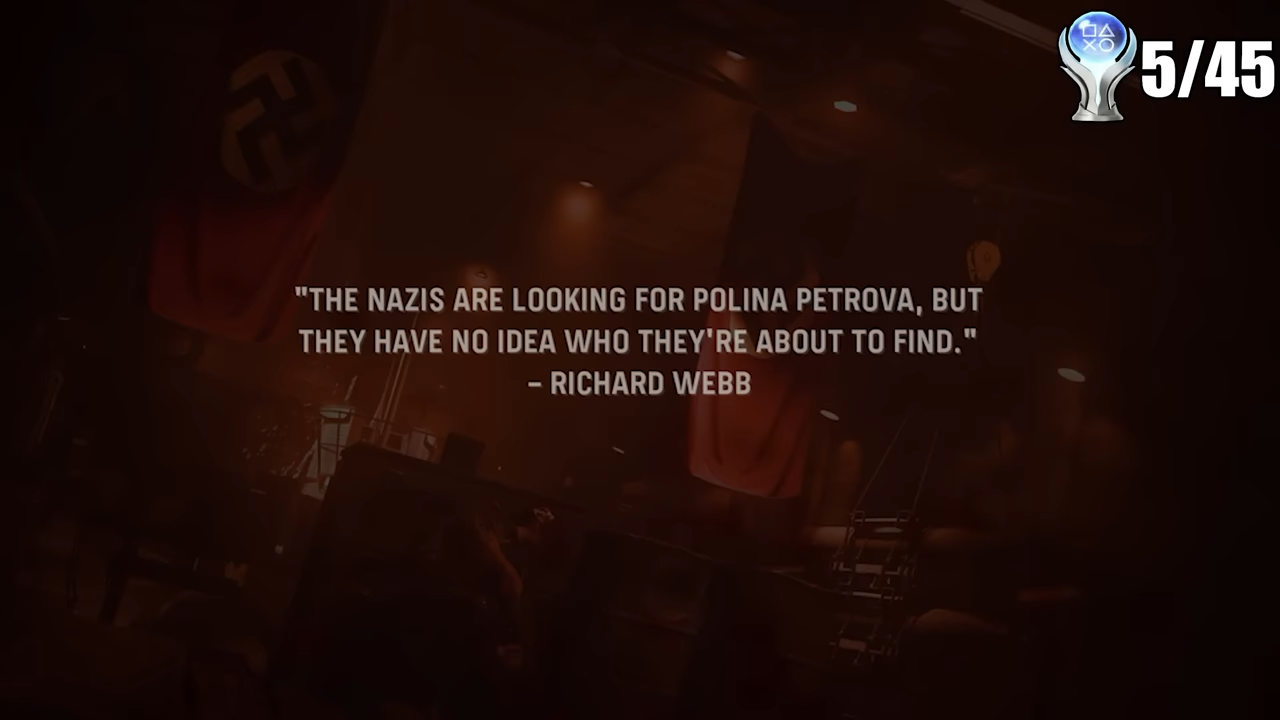 5/45
"THE NAZIS ARE LOOKING FOR POLINA PETROVA, BUT
THEY HAVE NO IDEA WHO THEY'RE ABOUT TO FIND."
– RICHARD WEBB